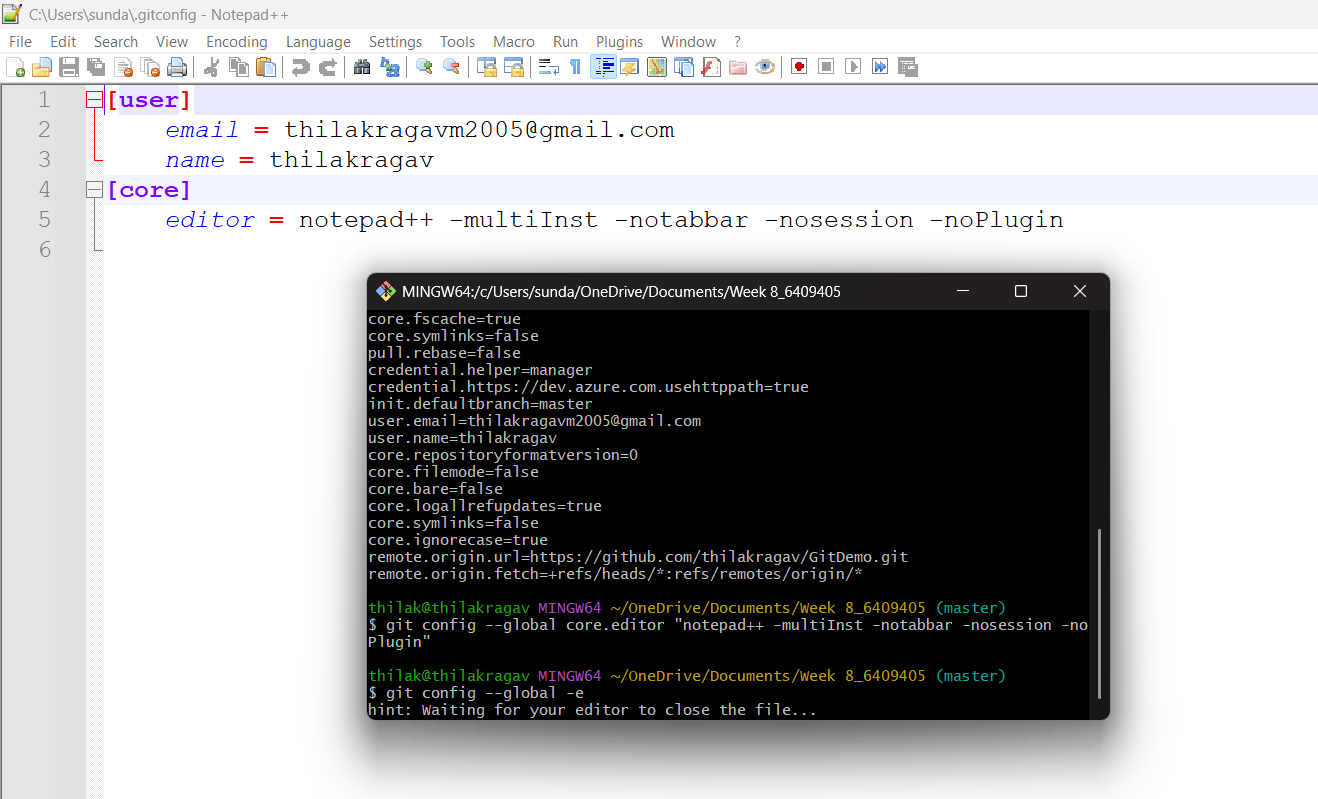 C:\Users\sunda\.gitconfig - Notepad++
File Edit Search View Encoding Language Settings Tools Macro Run Plugins Window ?
1 [user]
2 email = thilakragavm2005@gmail.com
3 name = thilakragav
4 [core]
5 editor = notepad++ -multiInst -notabbar -nosession -noPlugin
6
MINGW64:/c/Users/sunda/OneDrive/Documents/Week 8_6409405
core.fscache=true
core.symlinks=false
pull.rebase=false
credential.helper=manager
credential.https://dev.azure.com.usehttppath=true
init.defaultbranch=master
user.email=thilakragavm2005@gmail.com
user.name=thilakragav
core.repositoryformatversion=0
core.filemode=false
core.bare=false
core.logallrefupdates=true
core.symlinks=false
core.ignorecase=true
remote.origin.url=https://github.com/thilakragav/GitDemo.git
remote.origin.fetch=+refs/heads/*:refs/remotes/origin/*
thilak@thilakragav MINGW64 ~/OneDrive/Documents/Week 8_6409405 (master)
$ git config --global core.editor "notepad++ -multiInst -notabbar -nosession -no
Plugin"
thilak@thilakragav MINGW64 ~/OneDrive/Documents/Week 8_6409405 (master)
$ git config --global -e
hint: Waiting for your editor to close the file...